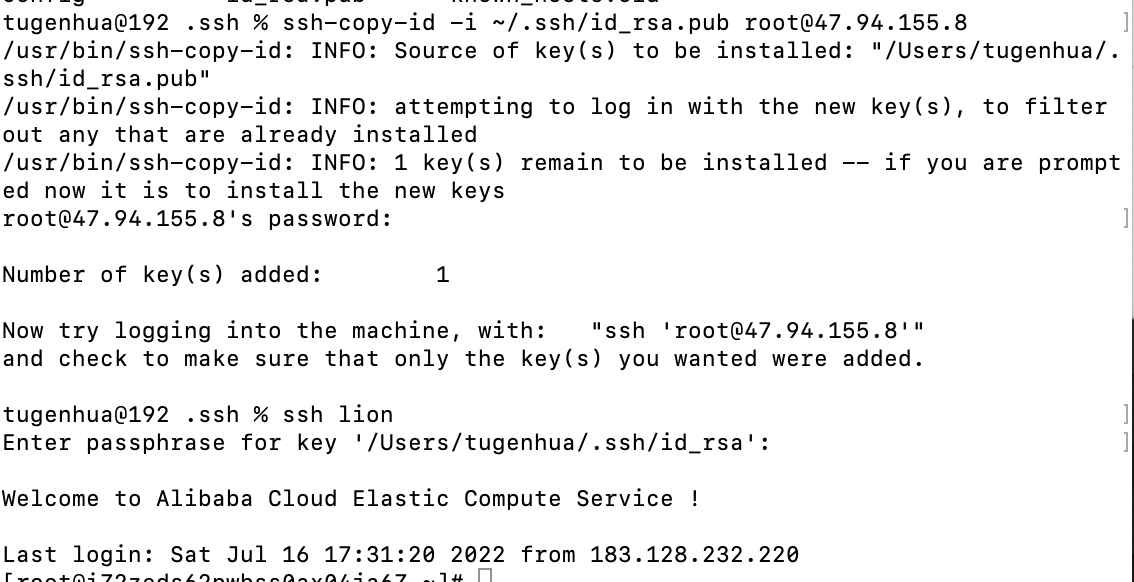 tugenhua@192 .ssh % ssh-copy-id -i ~/.ssh/id_rsa.pub root@47.94.155.8 ]
/usr/bin/ssh-copy-id: INFO: Source of key(s) to be installed: "/Users/tugenhua/.
ssh/id_rsa.pub"
/usr/bin/ssh-copy-id: INFO: attempting to log in with the new key(s), to filter
out any that are already installed
/usr/bin/ssh-copy-id: INFO: 1 key(s) remain to be installed -- if you are prompt
ed now it is to install the new keys
root@47.94.155.8's password: ]
Number of key(s) added: 1
Now try logging into the machine, with: "ssh 'root@47.94.155.8'"
and check to make sure that only the key(s) you wanted were added.
tugenhua@192 .ssh % ssh lion ]
Enter passphrase for key '/Users/tugenhua/.ssh/id_rsa': ]
Welcome to Alibaba Cloud Elastic Compute Service !
Last login: Sat Jul 16 17:31:20 2022 from 183.128.232.220